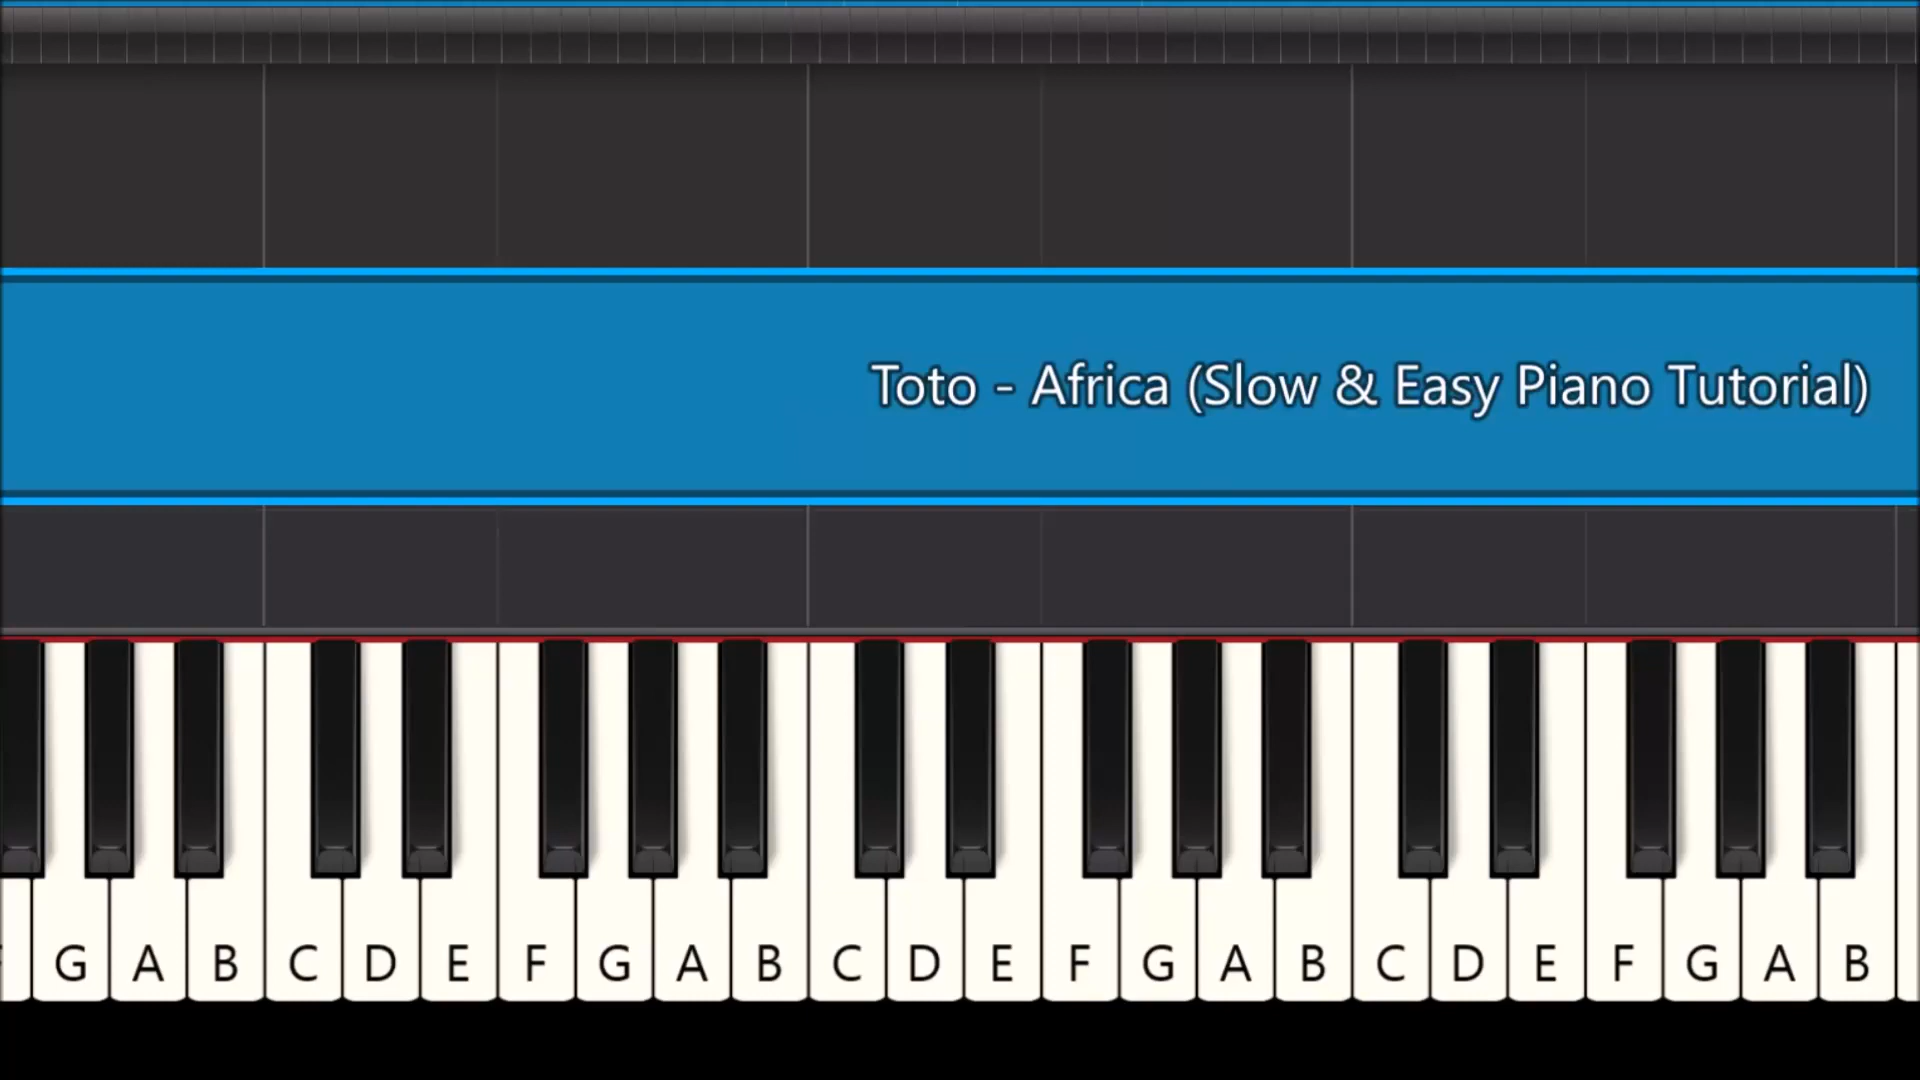 Toto - Africa (Slow & Easy Piano Tutorial)
G A B C D E F G A B C D E F G A B C D E F G A B